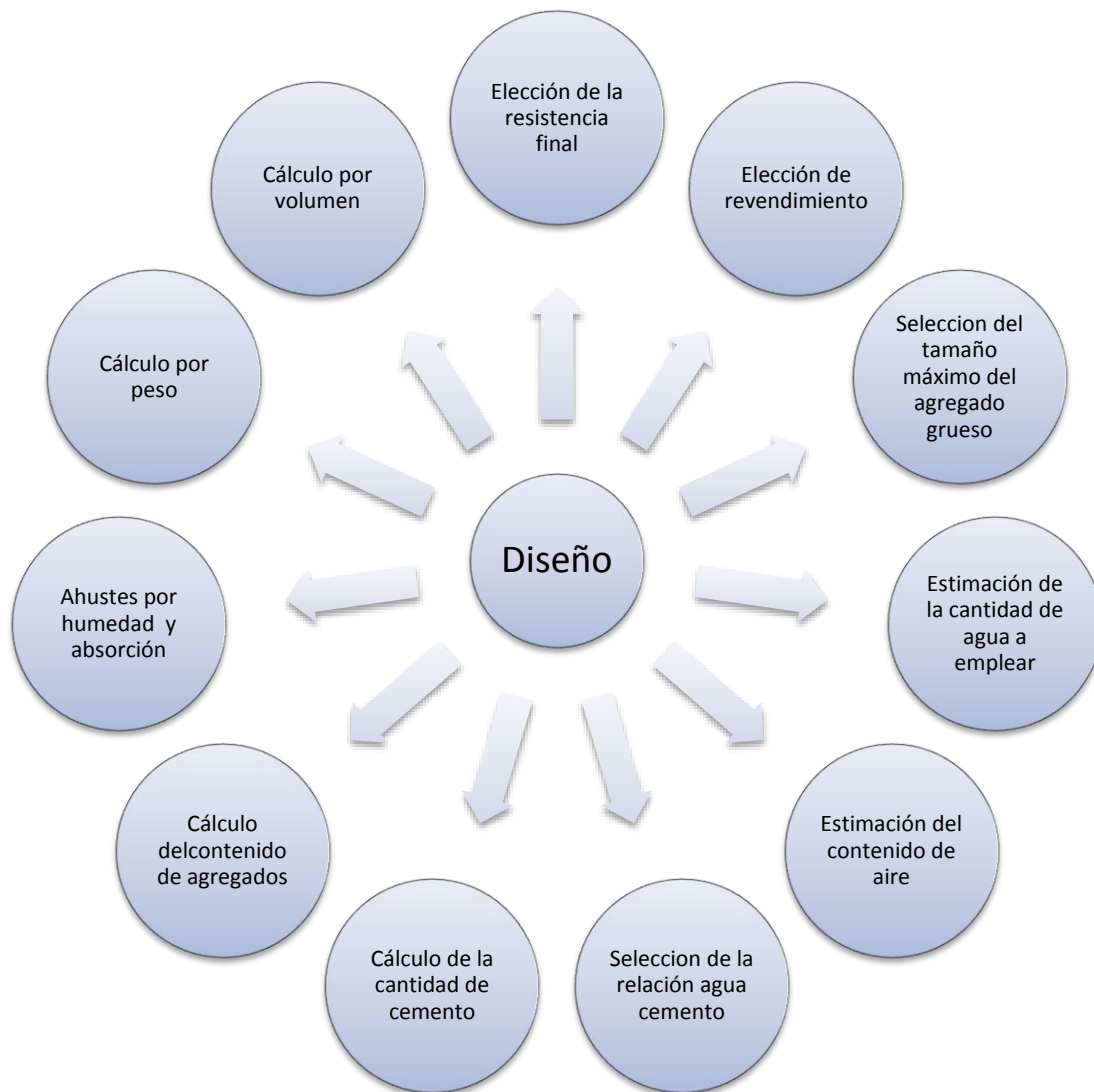 Elección de la
resistencia
final
Elección de
revendimiento
Seleccion del
tamaño
máximo del
agregado
grueso
Estimación de
la cantidad de
agua a
emplear
Estimación del
contenido de
aire
Seleccion de la
relación agua
cemento
Cálculo de la
cantidad de
cemento
Cálculo
delcontenido
de agregados
Ahustes por
humedad y
absorción
Cálculo por
peso
Cálculo por
volumen
Diseño